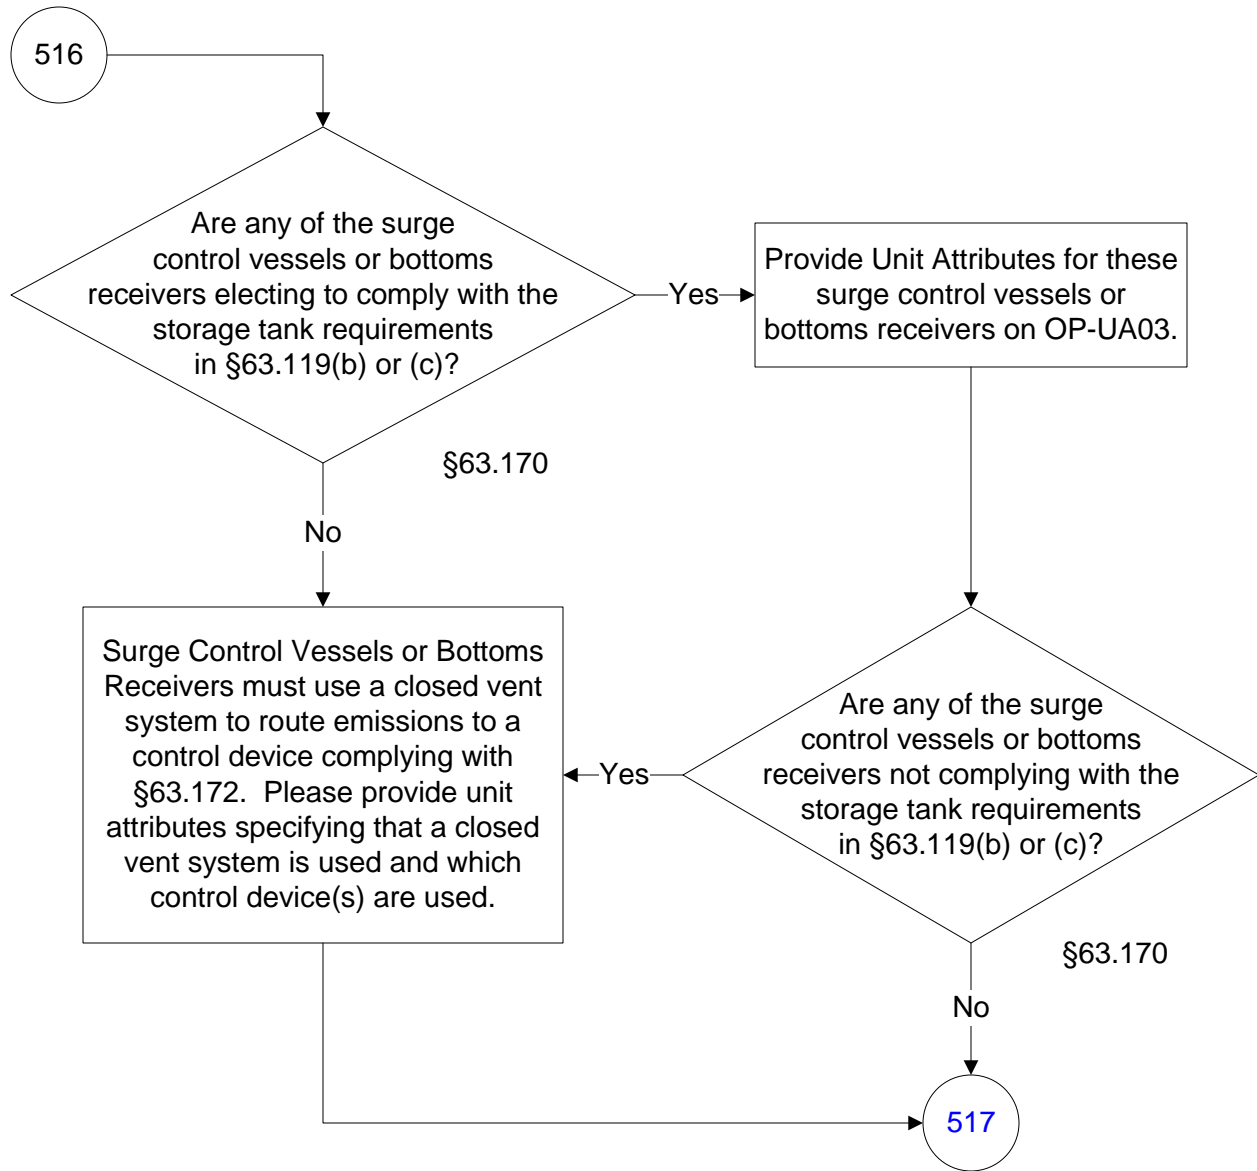 516
Are any of the surge
control vessels or bottoms
receivers electing to comply with the
storage tank requirements
in §63.119(b) or (c)?
Yes
Provide Unit Attributes for these
surge control vessels or
bottoms receivers on OP-UA03.
§63.170
No
Surge Control Vessels or Bottoms
Receivers must use a closed vent
system to route emissions to a
control device complying with
§63.172.  Please provide unit
attributes specifying that a closed
vent system is used and which
control device(s) are used.
Yes
Are any of the surge
control vessels or bottoms
receivers not complying with the
storage tank requirements
in §63.119(b) or (c)?
§63.170
No
517